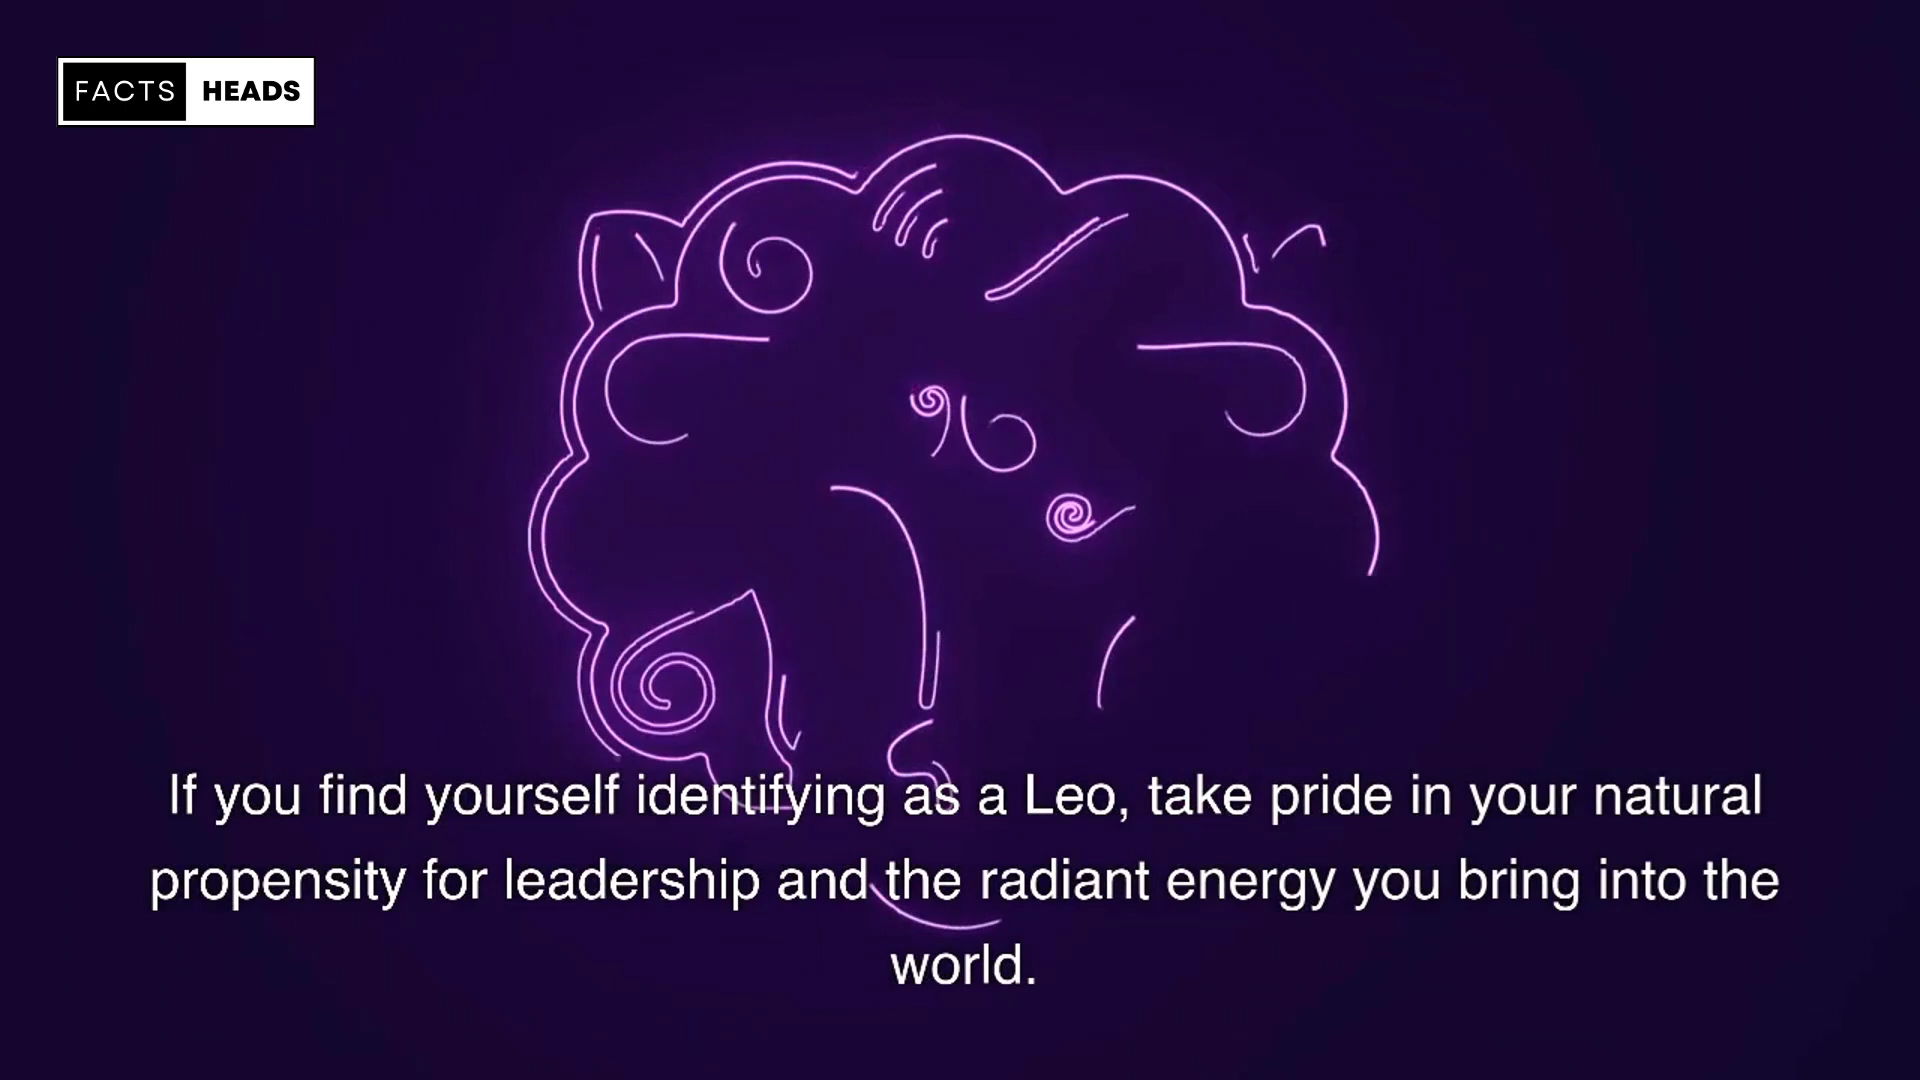 FACTS HEADS
If you find yourself identifying as a Leo, take pride in your natural
propensity for leadership and the radiant energy you bring into the
world.